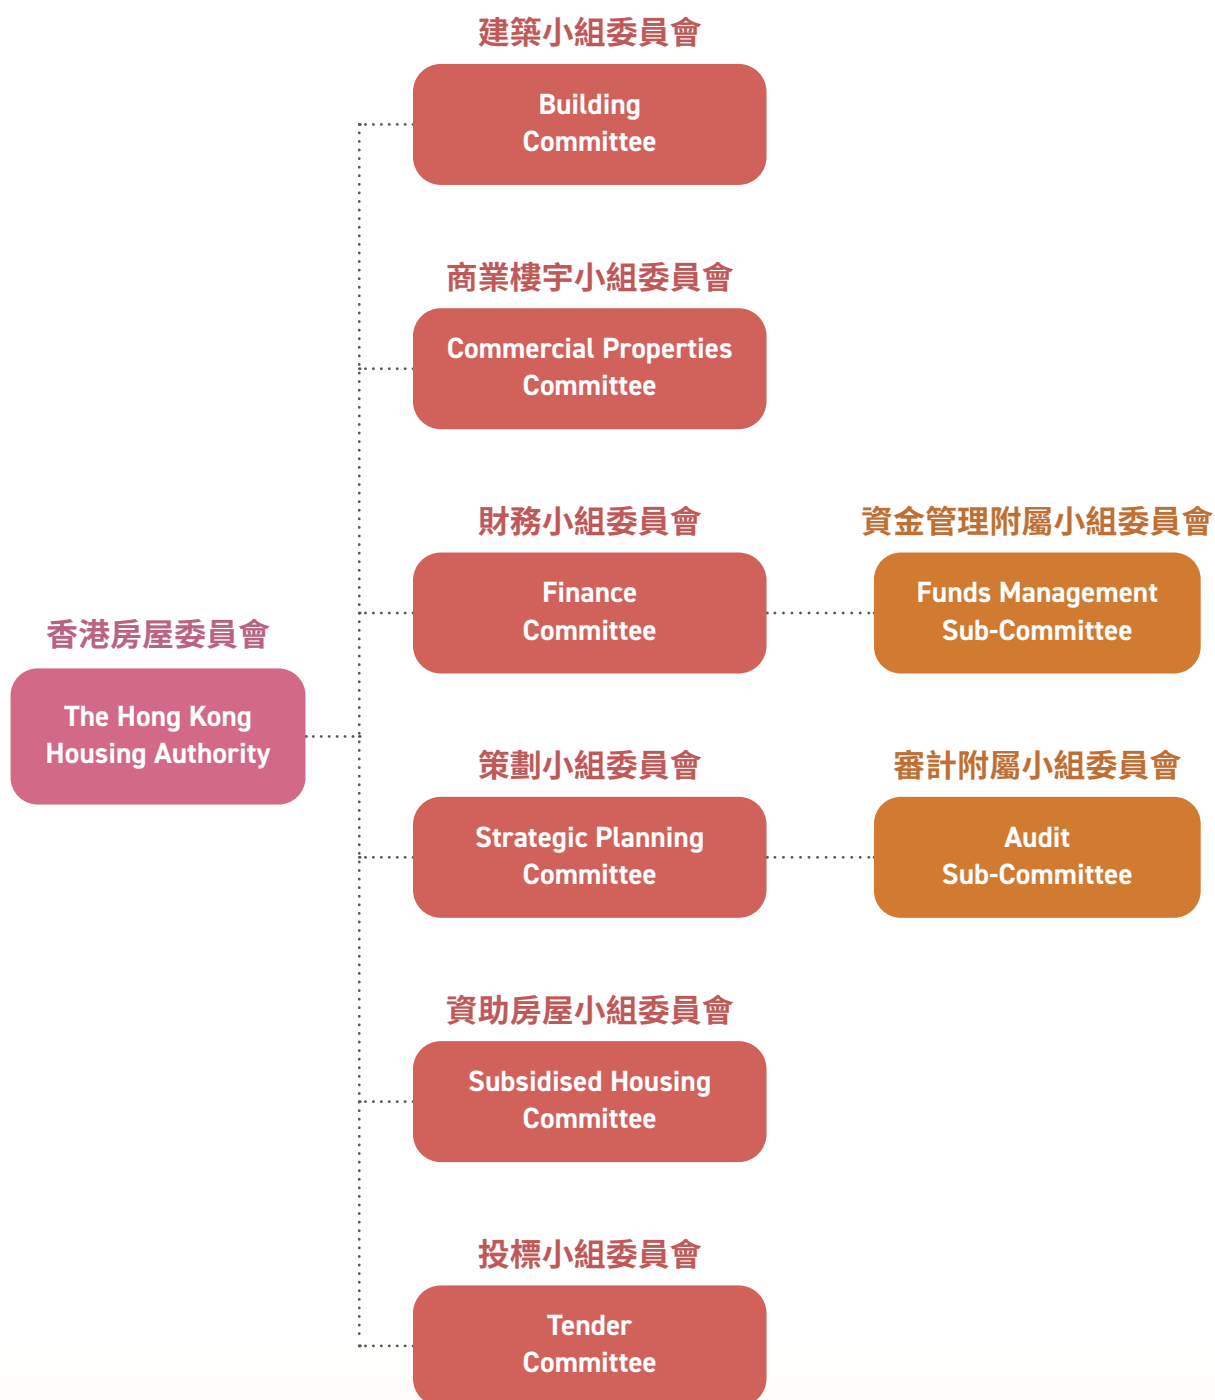 建築小組委員會
Building
Committee
商業樓宇小組委員會
Commercial Properties
Committee
財務小組委員會
Finance
Committee
資金管理附屬小組委員會
Funds Management
Sub-Committee
香港房屋委員會
The Hong Kong
Housing Authority
策劃小組委員會
Strategic Planning
Committee
審計附屬小組委員會
Audit
Sub-Committee
資助房屋小組委員會
Subsidised Housing
Committee
投標小組委員會
Tender
Committee